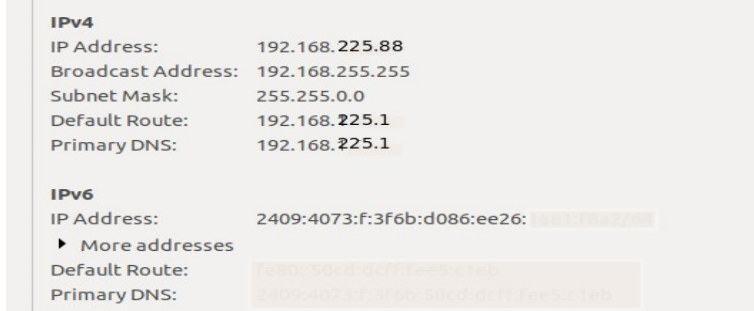 IPv4
IP Address: 192.168.225.88
Broadcast Address: 192.168.255.255
Subnet Mask: 255.255.0.0
Default Route: 192.168.225.1
Primary DNS: 192.168.225.1
IPv6
IP Address: 2409:4073:f:3f6b:d086:ee26:
More addresses
Default Route:
Primary DNS: